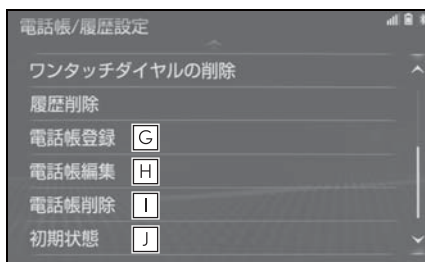 電話帳/履歴設定
ワンタッチダイヤルの削除
履歴削除
電話帳登録 G
電話帳編集 H
電話帳削除 I
初期状態 J